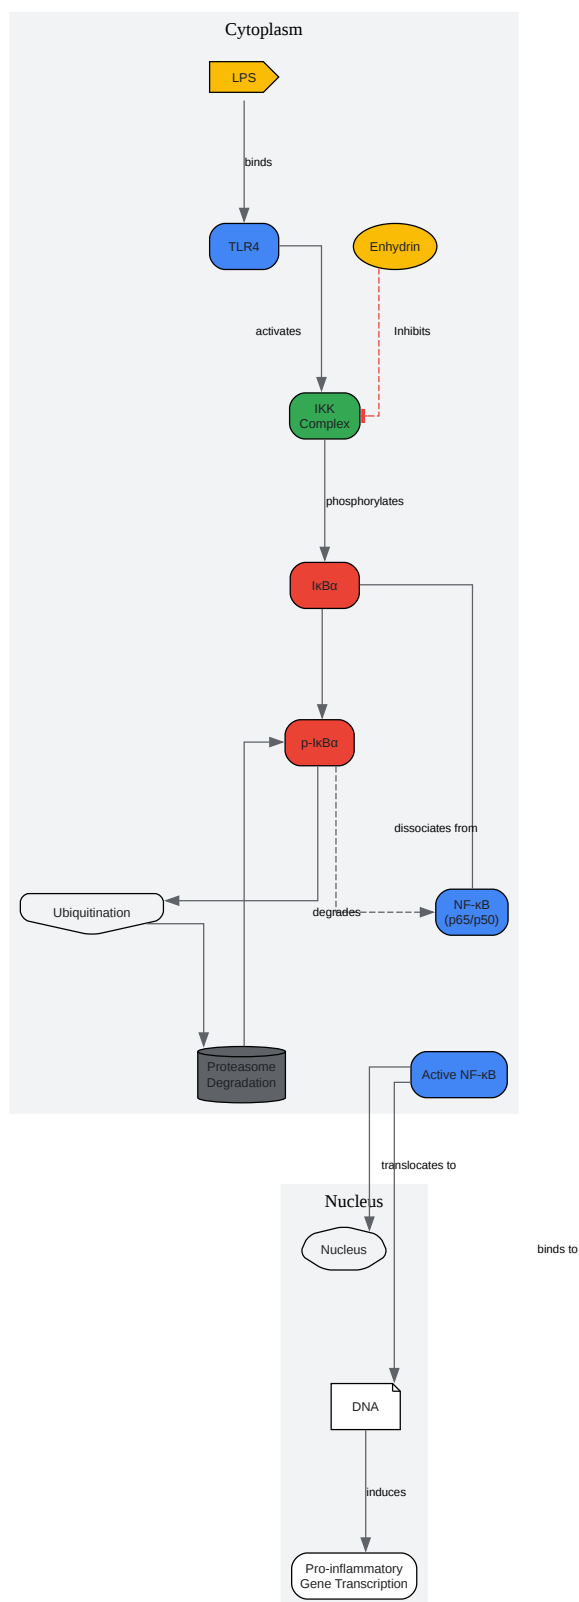 Cytoplasm
LPS
binds
TLR4
Enhydrin
activates
Inhibits
IKK
Complex
phosphorylates
IκBα
p-IκBα
dissociates from
Ubiquitination
degrades
NF-κB
(p65/p50)
Proteasome
Degradation
Active NF-κB
translocates to
Nucleus
Nucleus
binds to
DNA
induces
Pro-inflammatory
Gene Transcription